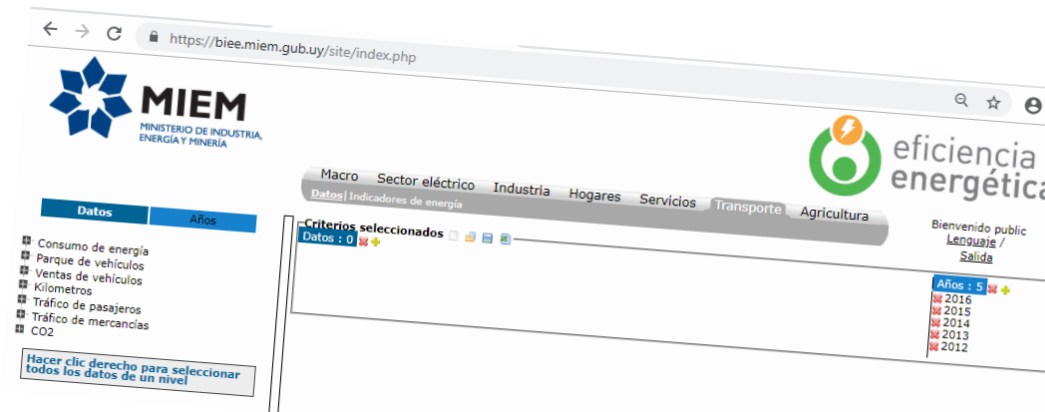 https://biee.miem.gub.uy/site/index.php
MIEM
MINISTERIO DE INDUSTRIA,
ENERGÍA Y MINERÍA
eficiencia
energética
Macro Sector eléctrico Industria Hogares Servicios Transporte Agricultura
Datos| Indicadores de energía
Bienvenido public
Lenguaje /
Salida
Datos Años
Consumo de energía
Parque de vehículos
Ventas de vehículos
Kilometros
Tráfico de pasajeros
Tráfico de mercancías
CO2
Hacer clic derecho para seleccionar
todos los datos de un nivel
Criterios seleccionados
Datos : 0
Años : 5
2016
2015
2014
2013
2012